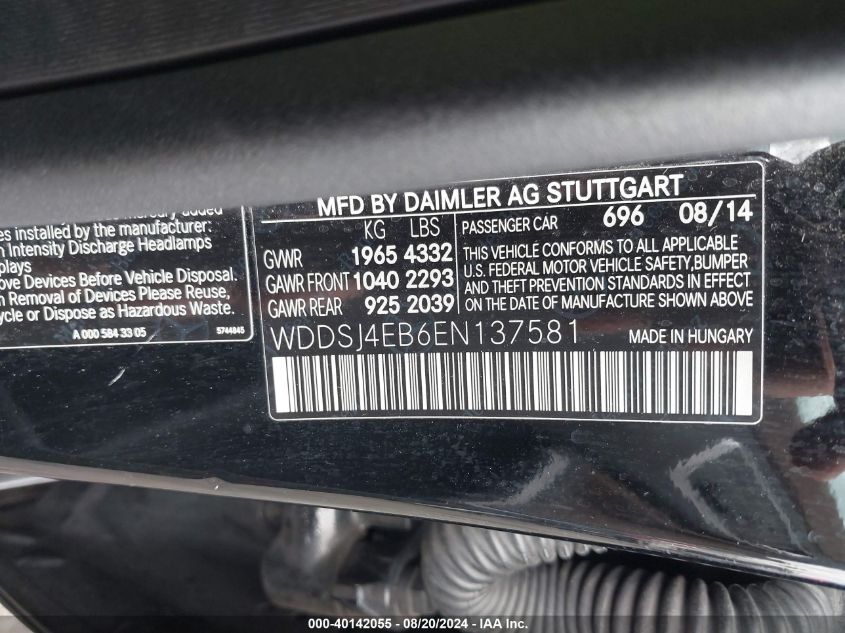 es installed by the manufacturer:
Intensity Discharge Headlamps
plays
ove Devices Before Vehicle Disposal.
Removal of Devices Please Reuse,
ycle or Dispose as Hazardous Waste.
A 000 584 33 05 5744845
MFD BY DAIMLER AG STUTTGART
KG LBS PASSENGER CAR 696 08/14
GVWR 1965 4332
GAWR FRONT 1040 2293
GAWR REAR 925 2039
THIS VEHICLE CONFORMS TO ALL APPLICABLE
U.S. FEDERAL MOTOR VEHICLE SAFETY,BUMPER
AND THEFT PREVENTION STANDARDS IN EFFECT
ON THE DATE OF MANUFACTURE SHOWN ABOVE
WDDSJ4EB6EN137581 MADE IN HUNGARY
000-40142055 - 08/20/2024 - IAA Inc.